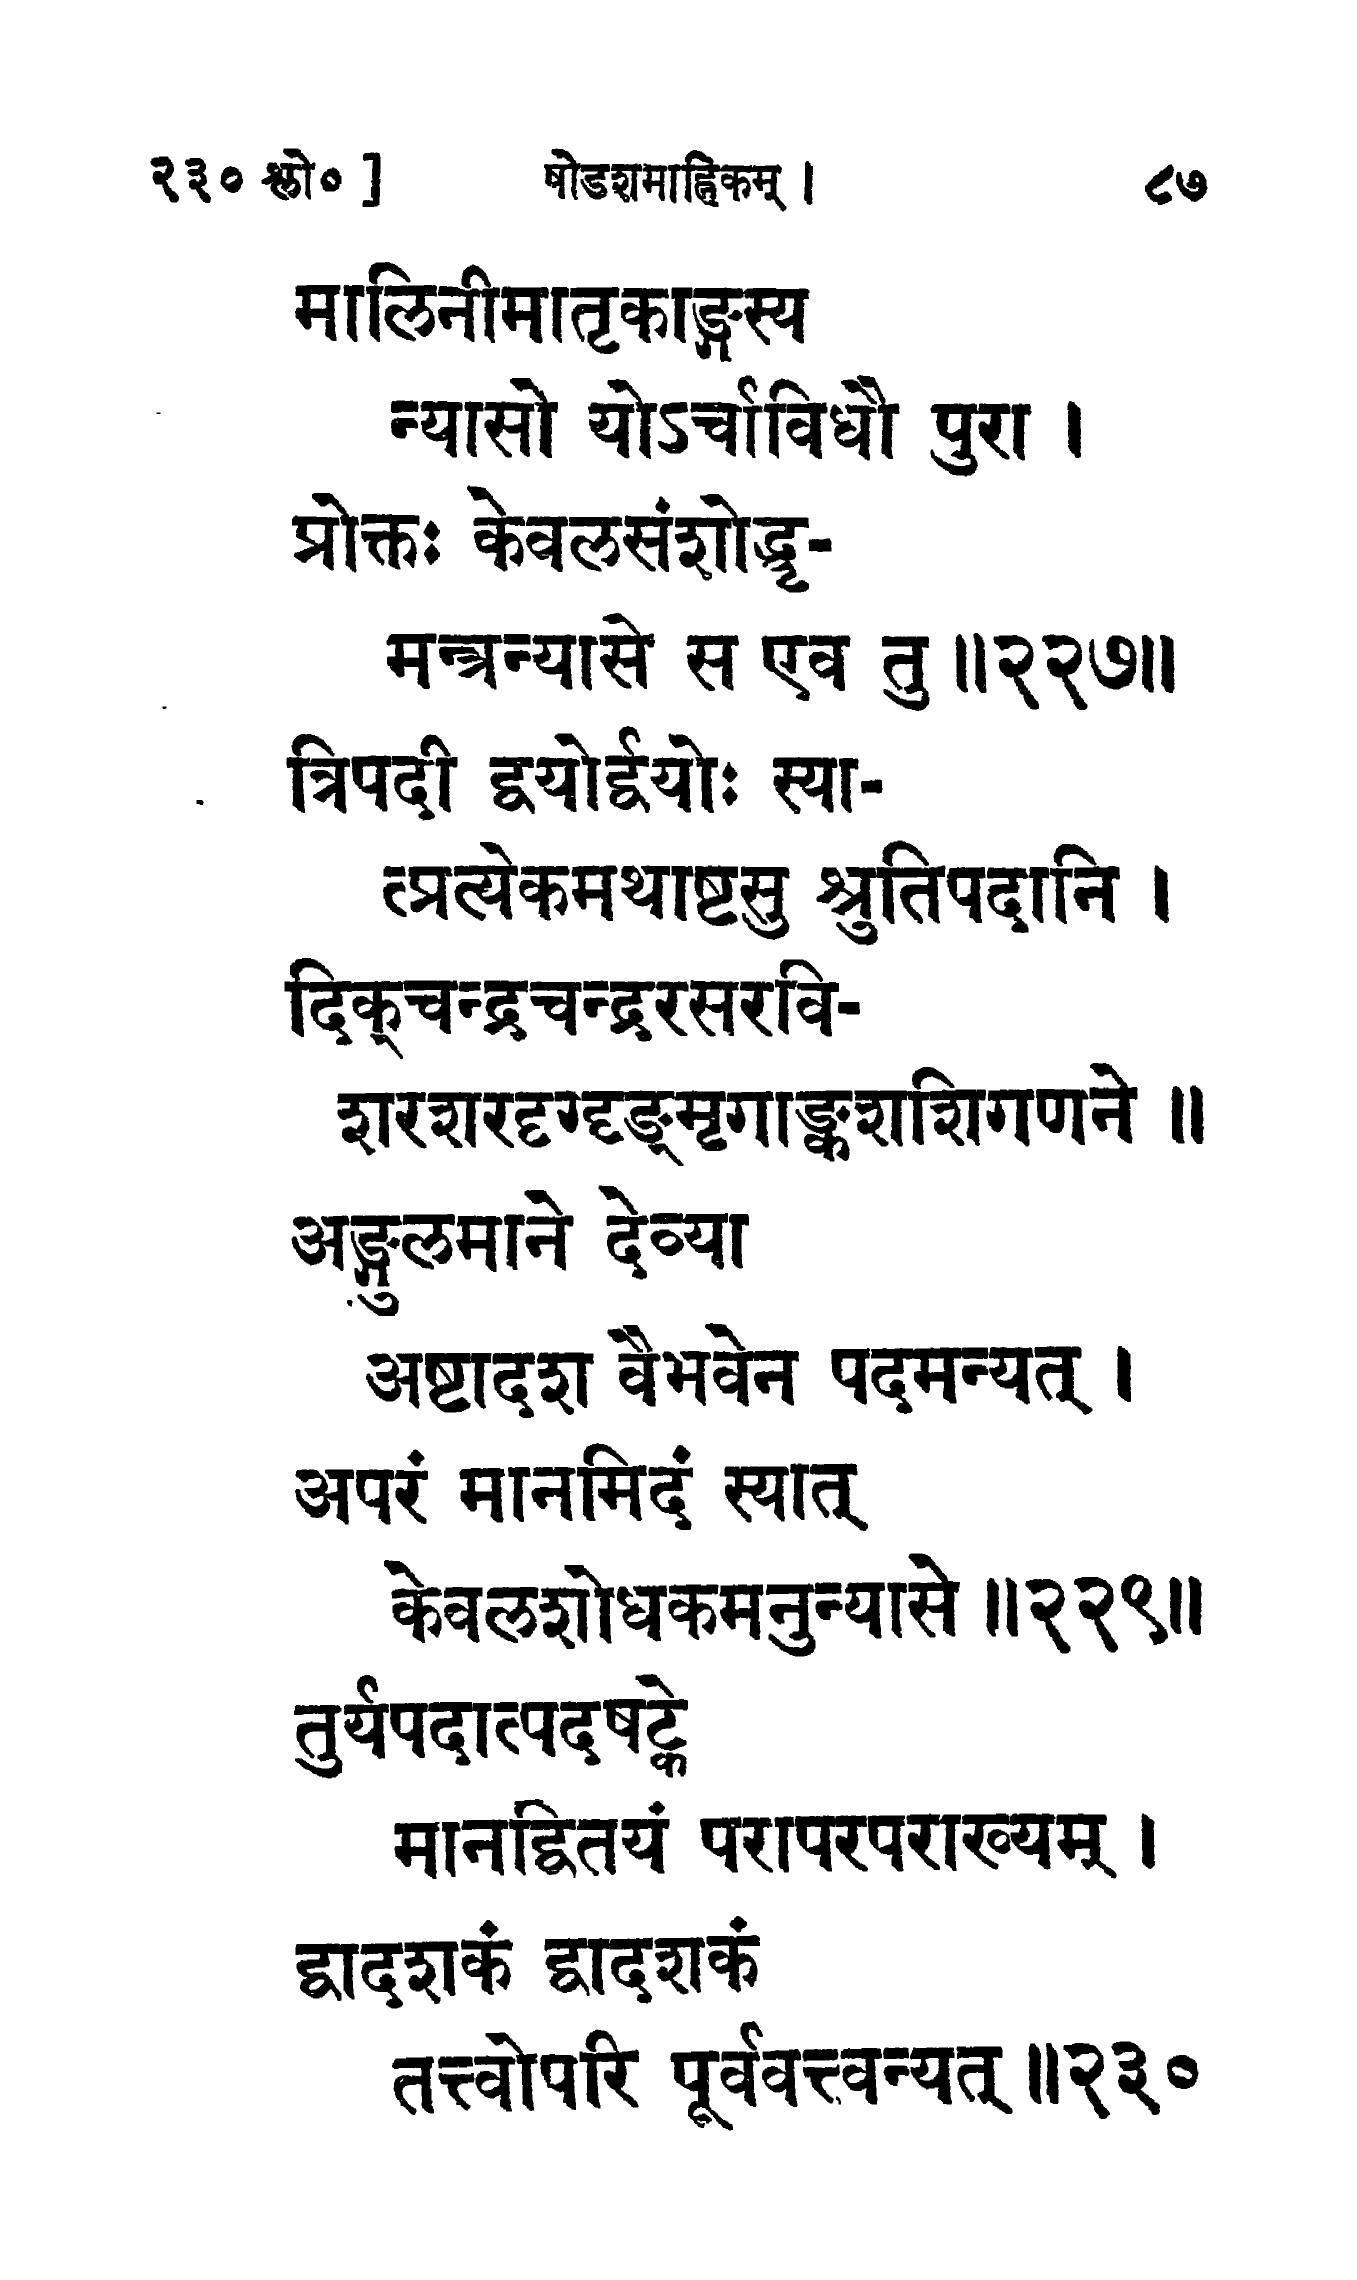 २३० श्लो० ] षोडशमाह्निकम् । ८७
मालिनीमातृकाङ्गस्य
न्यासो योऽर्चाविधौ पुरा ।
प्रोक्तः केवलसंशोद्धृ-
मन्त्रन्यासे स एव तु ॥२२७॥
त्रिपदी द्वयोर्द्वयोः स्या-
त्प्रत्येकमथाष्टसु श्रुतिपदानि ।
दिक्चन्द्रचन्द्ररसरवि-
शरशरदृग्दृङ्मृगाङ्कशशिगणने ॥
अङ्गुलमाने देव्या
अष्टादश वैभवेन पदमन्यत् ।
अपरं मानमिदं स्यात्
केवलशोधकमनुन्यासे ॥२२९॥
तुर्यपदात्पदषट्के
मानद्वितयं परापरपराख्यम् ।
द्वादशकं द्वादशकं
तत्त्वोपरि पूर्ववत्त्वन्यत् ॥२३०